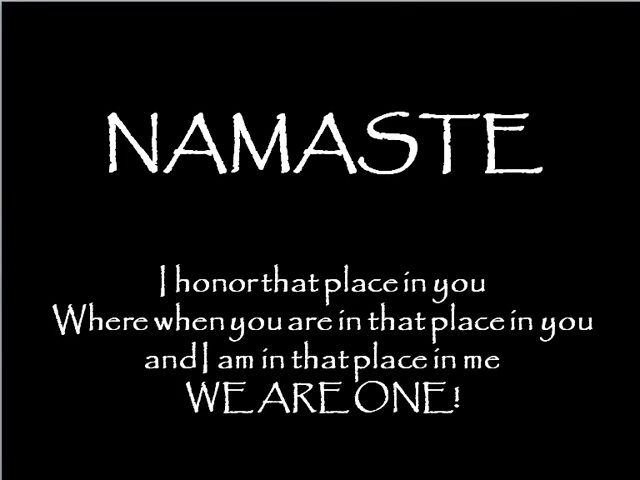 NAMASTE
I honor that place in you
Where when you are in that place in you
and I am in that place in me
WE ARE ONE!